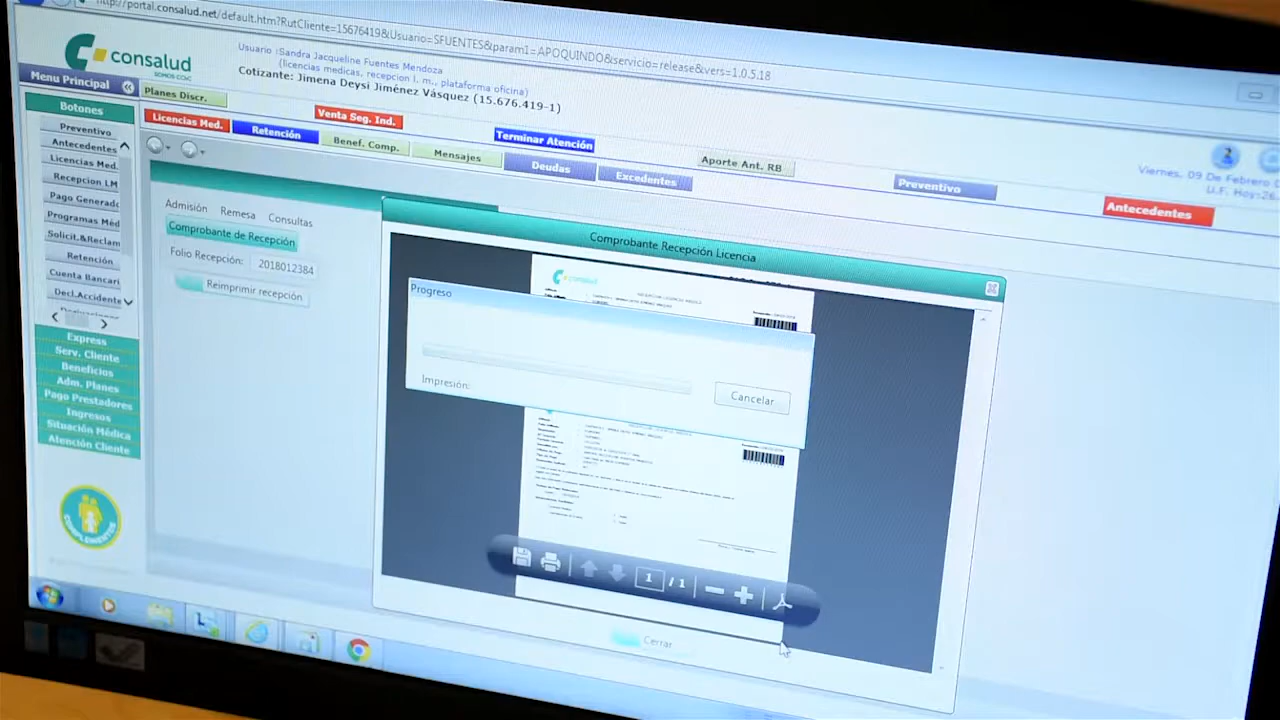 http://portal.consalud.net/default.htm?RutCliente=15676419&Usuario=SFUENTES&param1=APOQUINDO&servicio=release&vers=1.0.5.18
consalud
Usuario :Sandra Jacqueline Fuentes Mendoza
(licencias medicas, recepcion l. m., plataforma oficina)
Cotizante: Jimena Deysi Jiménez Vásquez (15.676.419-1)
Viernes, 09 De Febrero
U.F. Hoy:26
Menu Principal
Planes Discr.
Licencias Med.
Venta Seg. Ind.
Retención
Benef. Comp.
Mensajes
Terminar Atención
Deudas
Excedentes
Aporte Ant. RB
Preventivo
Antecedentes
Botones
Preventivo
Antecedentes
Licencias Med.
Recepcion LM
Pago Generado
Programas Méd
Solicit.&Reclam
Retención
Cuenta Bancari
Decl.Accidente
Express
Serv. Cliente
Beneficios
Adm. Planes
Pago Prestadores
Ingresos
Situación Médica
Atención Cliente
COMPLEMENTOS
Admisión Remesa Consultas
Comprobante de Recepción
Folio Recepción: 2018012384
Reimprimir recepción
Comprobante Recepción Licencia
consalud
Progreso
Impresión:
Cancelar
1 / 1
Cerrar